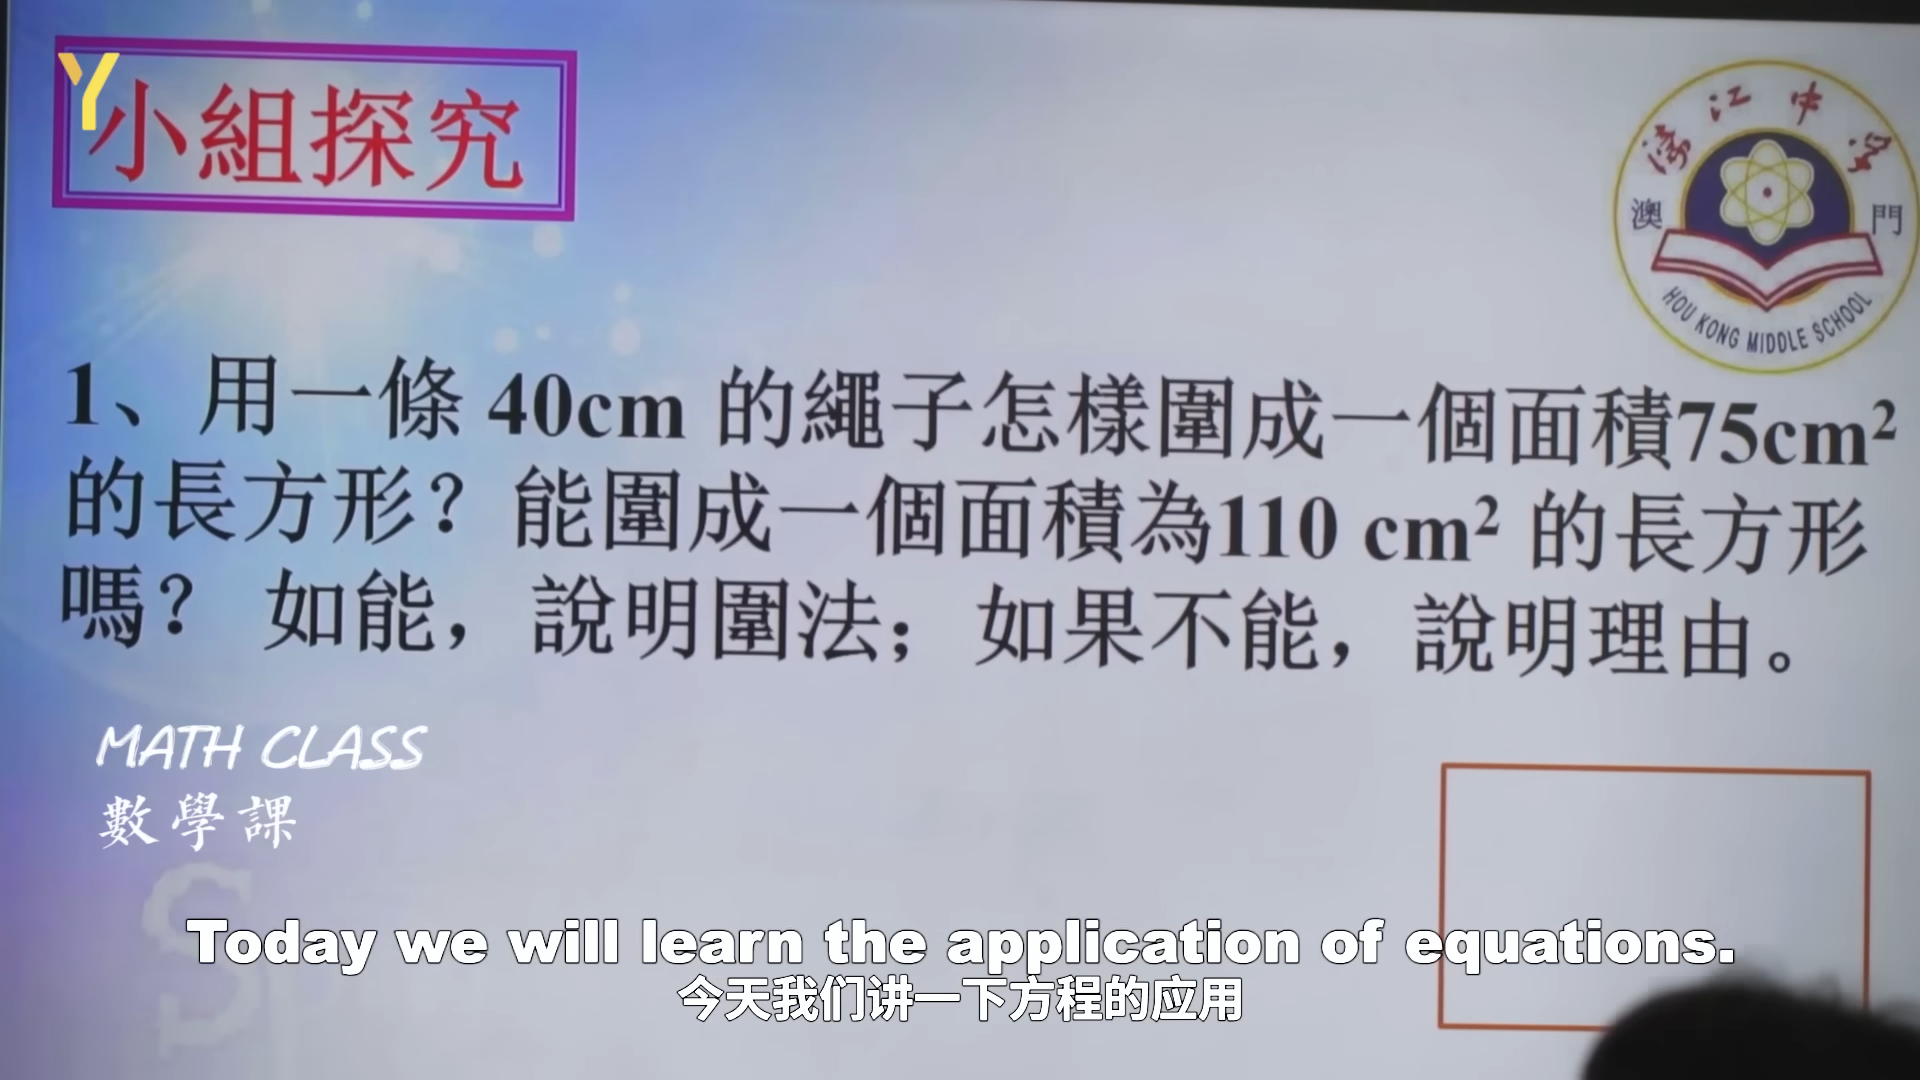 Y
小組探究
濠江中學
澳 門
HOU KONG MIDDLE SCHOOL
1、用一條 40cm 的繩子怎樣圍成一個面積75cm²
的長方形？能圍成一個面積為110 cm² 的長方形
嗎？ 如能，說明圍法；如果不能，說明理由。
MATH CLASS
數學課
S
Today we will learn the application of equations.
今天我们讲一下方程的应用